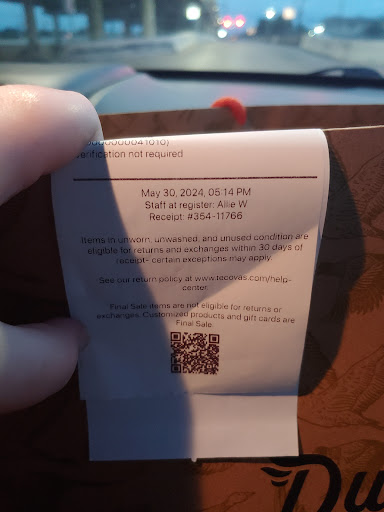 0000000041010)
verification not required
May 30, 2024, 05:14 PM
Staff at register: Allie W
Receipt: #354-11766
Items in unworn, unwashed, and unused condition are
eligible for returns and exchanges within 30 days of
receipt- certain exceptions may apply.
See our return policy at www.tecovas.com/help-
center.
Final Sale items are not eligible for returns or
exchanges. Customized products and gift cards are
Final Sale.
Du